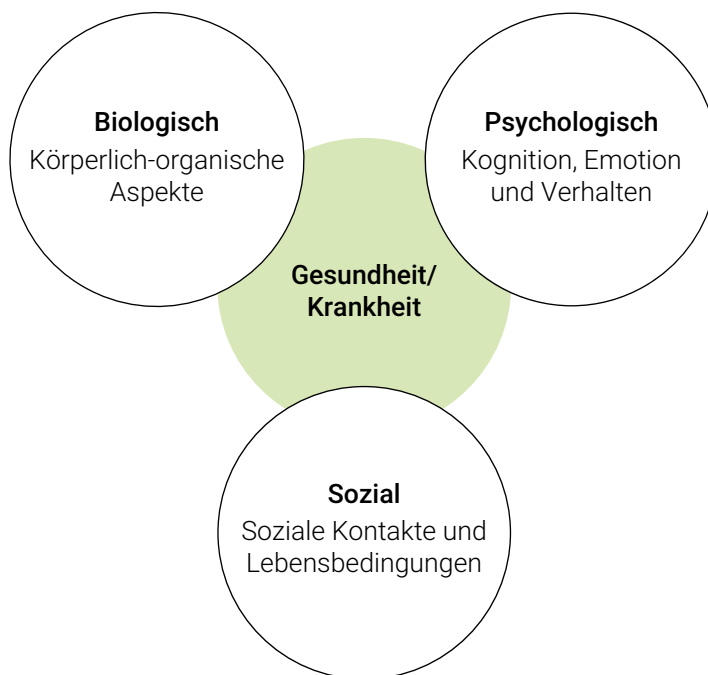 Biologisch
Körperlich-organische
Aspekte
Psychologisch
Kognition, Emotion
und Verhalten
Gesundheit/
Krankheit
Sozial
Soziale Kontakte und
Lebensbedingungen